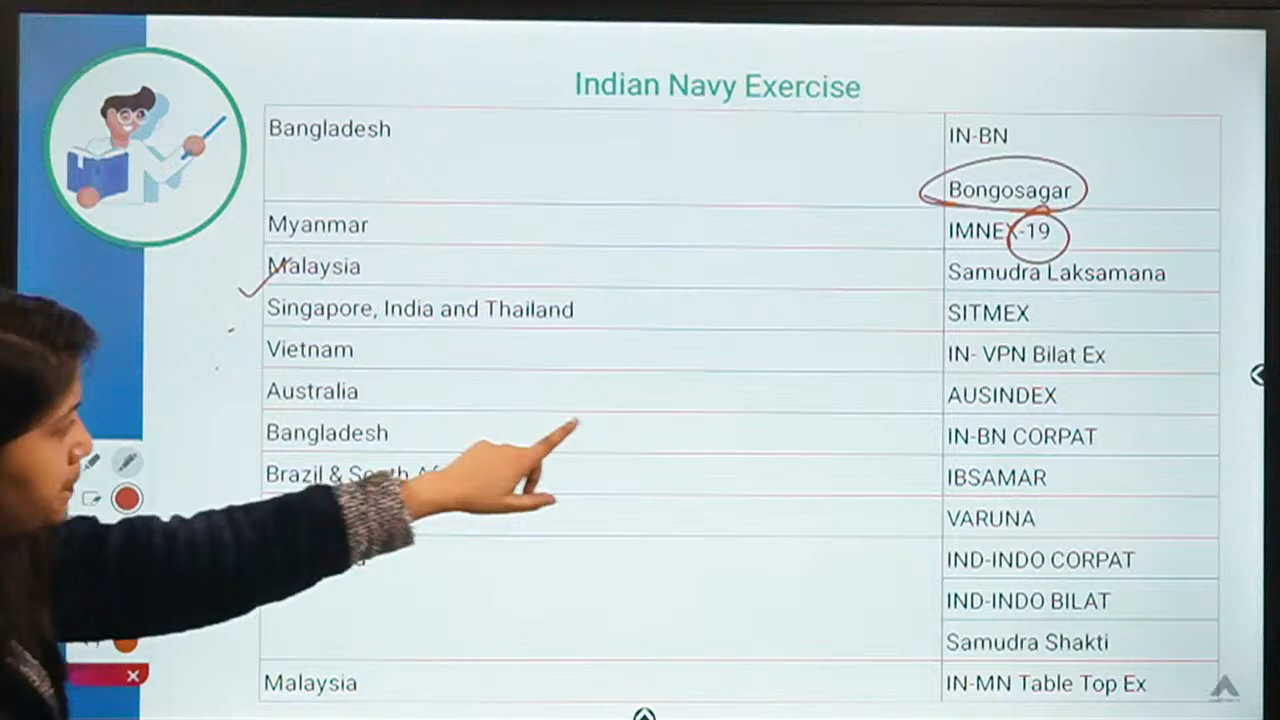 Indian Navy Exercise
Bangladesh
IN-BN
Bongosagar
Myanmar
IMNEX-19
Malaysia
Samudra Laksamana
Singapore, India and Thailand
SITMEX
Vietnam
IN- VPN Bilat Ex
Australia
AUSINDEX
Bangladesh
IN-BN CORPAT
Brazil &
IBSAMAR
VARUNA
IND-INDO CORPAT
IND-INDO BILAT
Samudra Shakti
Malaysia
IN-MN Table Top Ex